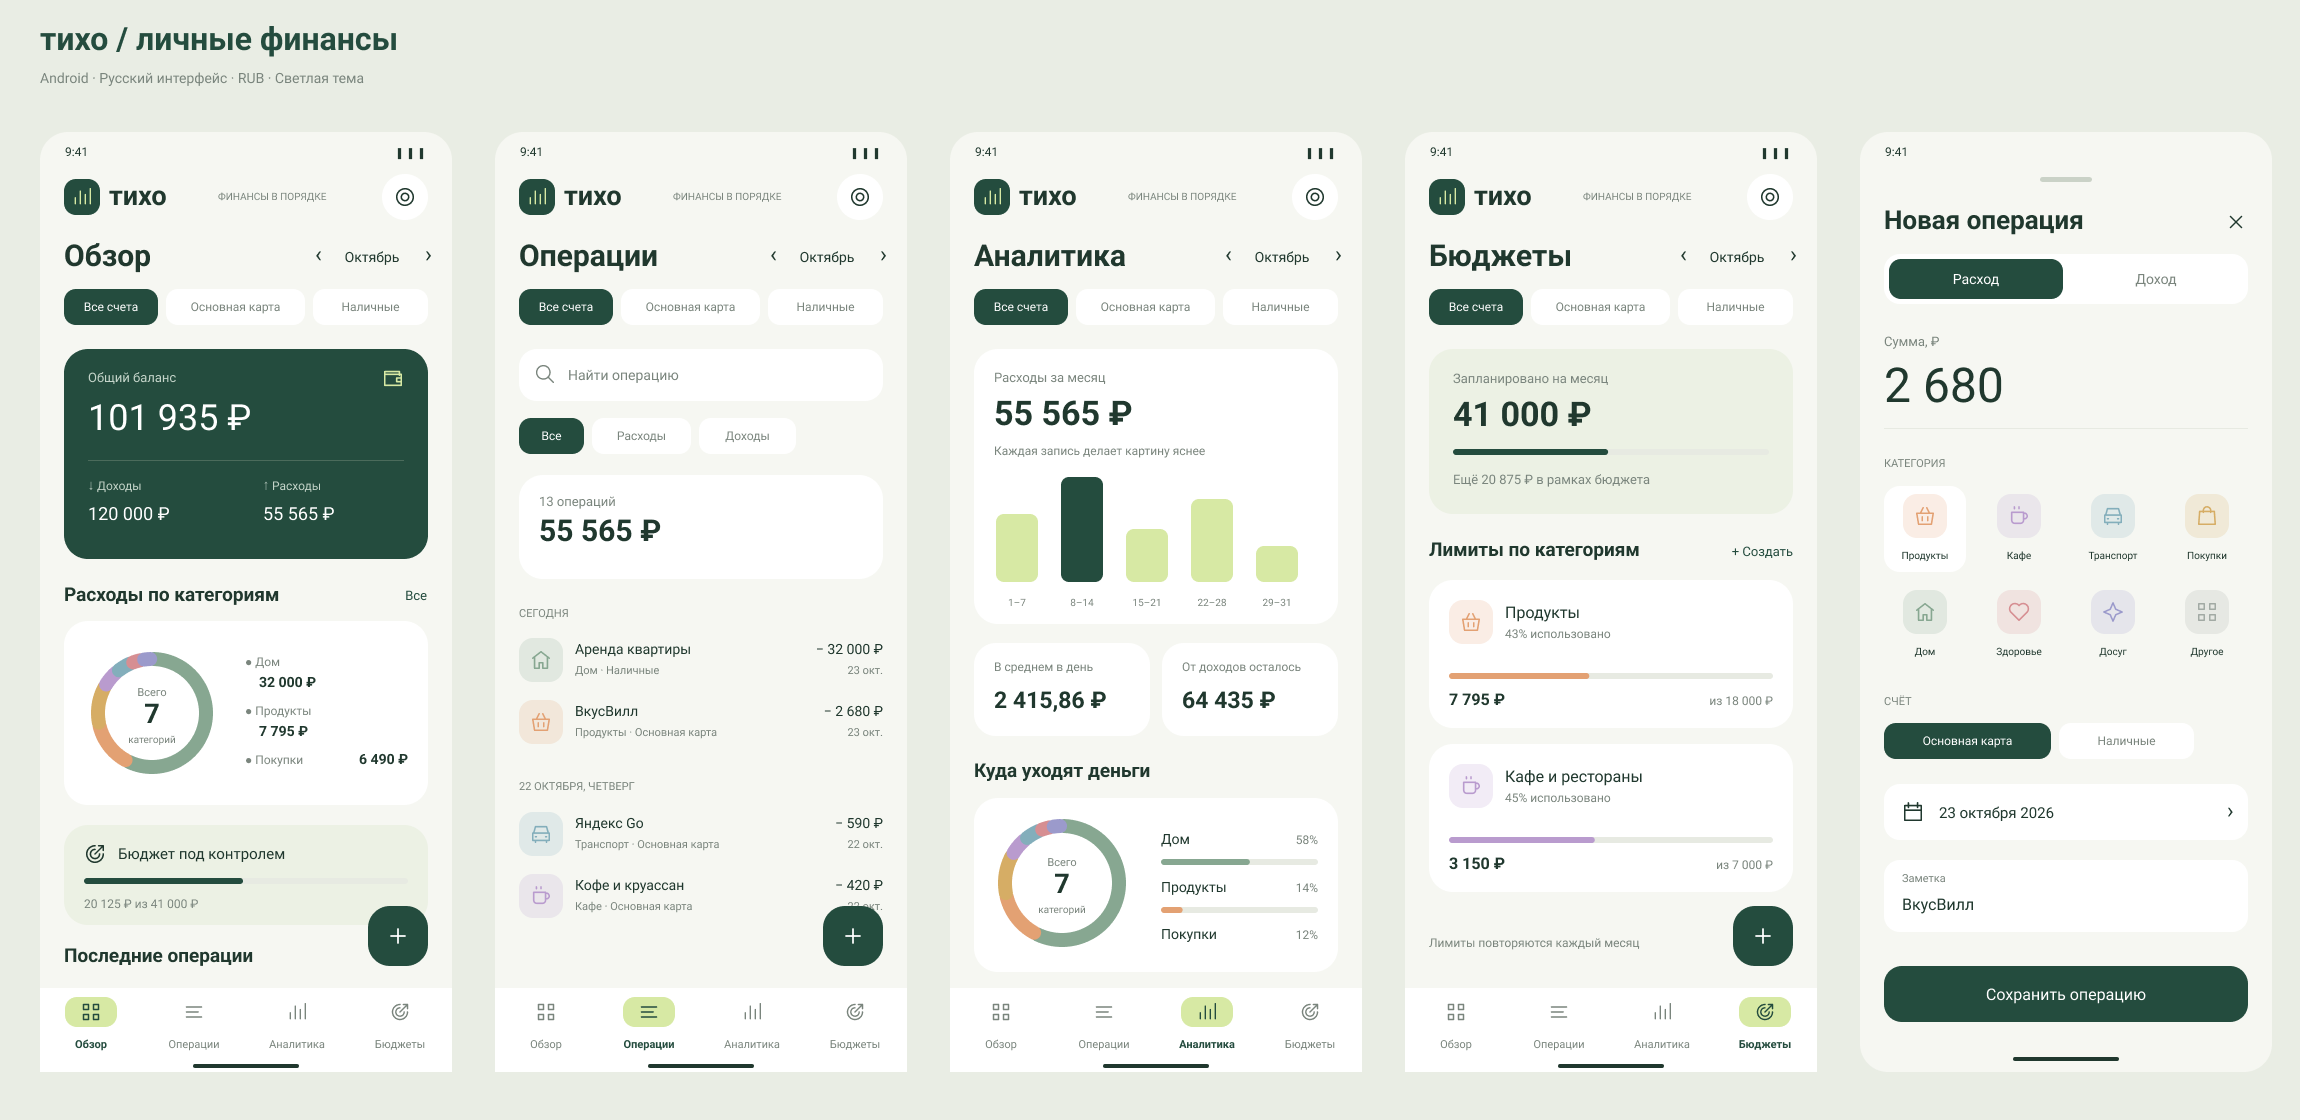 тихо / личные финансы
Android · Русский интерфейс · RUB · Светлая тема
9:41
тихо
ФИНАНСЫ В ПОРЯДКЕ
Обзор
‹ Октябрь ›
Все счета
Основная карта
Наличные
Общий баланс
101 935 ₽
↓ Доходы
↑ Расходы
120 000 ₽
55 565 ₽
Расходы по категориям
Все
Всего
7
категорий
● Дом
32 000 ₽
● Продукты
7 795 ₽
● Покупки
6 490 ₽
Бюджет под контролем
20 125 ₽ из 41 000 ₽
+
Последние операции
Обзор
Операции
Аналитика
Бюджеты
9:41
тихо
ФИНАНСЫ В ПОРЯДКЕ
Операции
‹ Октябрь ›
Все счета
Основная карта
Наличные
Найти операцию
Все
Расходы
Доходы
13 операций
55 565 ₽
СЕГОДНЯ
Аренда квартиры
− 32 000 ₽
Дом · Наличные
23 окт.
ВкусВилл
− 2 680 ₽
Продукты · Основная карта
23 окт.
22 ОКТЯБРЯ, ЧЕТВЕРГ
Яндекс Go
− 590 ₽
Транспорт · Основная карта
22 окт.
Кофе и круассан
− 420 ₽
Кафе · Основная карта
22 окт.
+
Обзор
Операции
Аналитика
Бюджеты
9:41
тихо
ФИНАНСЫ В ПОРЯДКЕ
Аналитика
‹ Октябрь ›
Все счета
Основная карта
Наличные
Расходы за месяц
55 565 ₽
Каждая запись делает картину яснее
1–7
8–14
15–21
22–28
29–31
В среднем в день
2 415,86 ₽
От доходов осталось
64 435 ₽
Куда уходят деньги
Всего
7
категорий
Дом
58%
Продукты
14%
Покупки
12%
Обзор
Операции
Аналитика
Бюджеты
9:41
тихо
ФИНАНСЫ В ПОРЯДКЕ
Бюджеты
‹ Октябрь ›
Все счета
Основная карта
Наличные
Запланировано на месяц
41 000 ₽
Ещё 20 875 ₽ в рамках бюджета
Лимиты по категориям
+ Создать
Продукты
43% использовано
7 795 ₽
из 18 000 ₽
Кафе и рестораны
45% использовано
3 150 ₽
из 7 000 ₽
Лимиты повторяются каждый месяц
+
Обзор
Операции
Аналитика
Бюджеты
9:41
Новая операция
Расход
Доход
Сумма, ₽
2 680
КАТЕГОРИЯ
Продукты
Кафе
Транспорт
Покупки
Дом
Здоровье
Досуг
Другое
СЧЁТ
Основная карта
Наличные
23 октября 2026
›
Заметка
ВкусВилл
Сохранить операцию